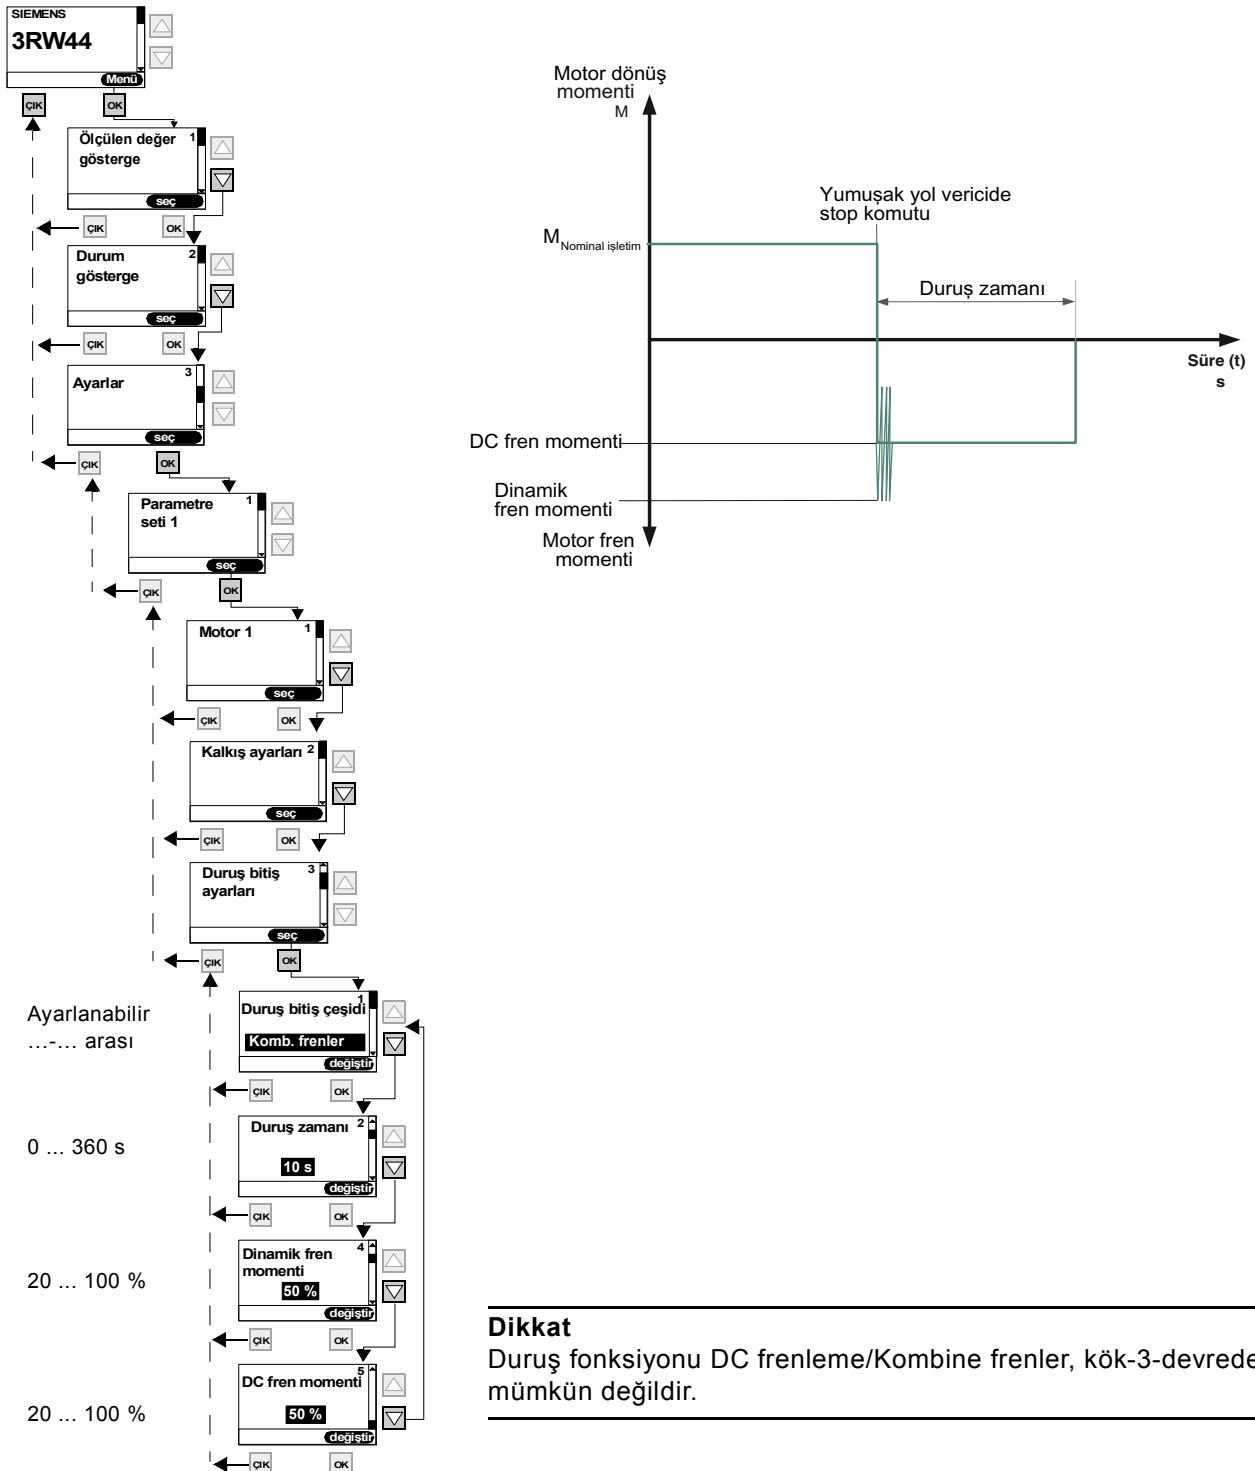 SIEMENS
3RW44
Menü
ÇIK
OK
Ölçülen değer 1
gösterge
seç
ÇIK
OK
Durum 2
gösterge
seç
ÇIK
OK
Ayarlar 3
seç
ÇIK
OK
Parametre 1
seti 1
seç
ÇIK
OK
Motor 1 1
seç
ÇIK
OK
Kalkış ayarları 2
seç
ÇIK
OK
Duruş bitiş 3
ayarları
seç
ÇIK
OK
Ayarlanabilir
...-... arası
1
Duruş bitiş çeşidi
Komb. frenler
değiştir
ÇIK
OK
0 ... 360 s
Duruş zamanı 2
10 s
değiştir
ÇIK
OK
20 ... 100 %
Dinamik fren 4
momenti
50 %
değiştir
ÇIK
OK
20 ... 100 %
5
DC fren momenti
50 %
değiştir
ÇIK
OK
Motor dönüş
momenti
M
Yumuşak yol vericide
stop komutu
M Nominal işletim
Duruş zamanı
Süre (t)
s
DC fren momenti
Dinamik
fren momenti
Motor fren
momenti
Dikkat
Duruş fonksiyonu DC frenleme/Kombine frenler, kök-3-devrede
mümkün değildir.